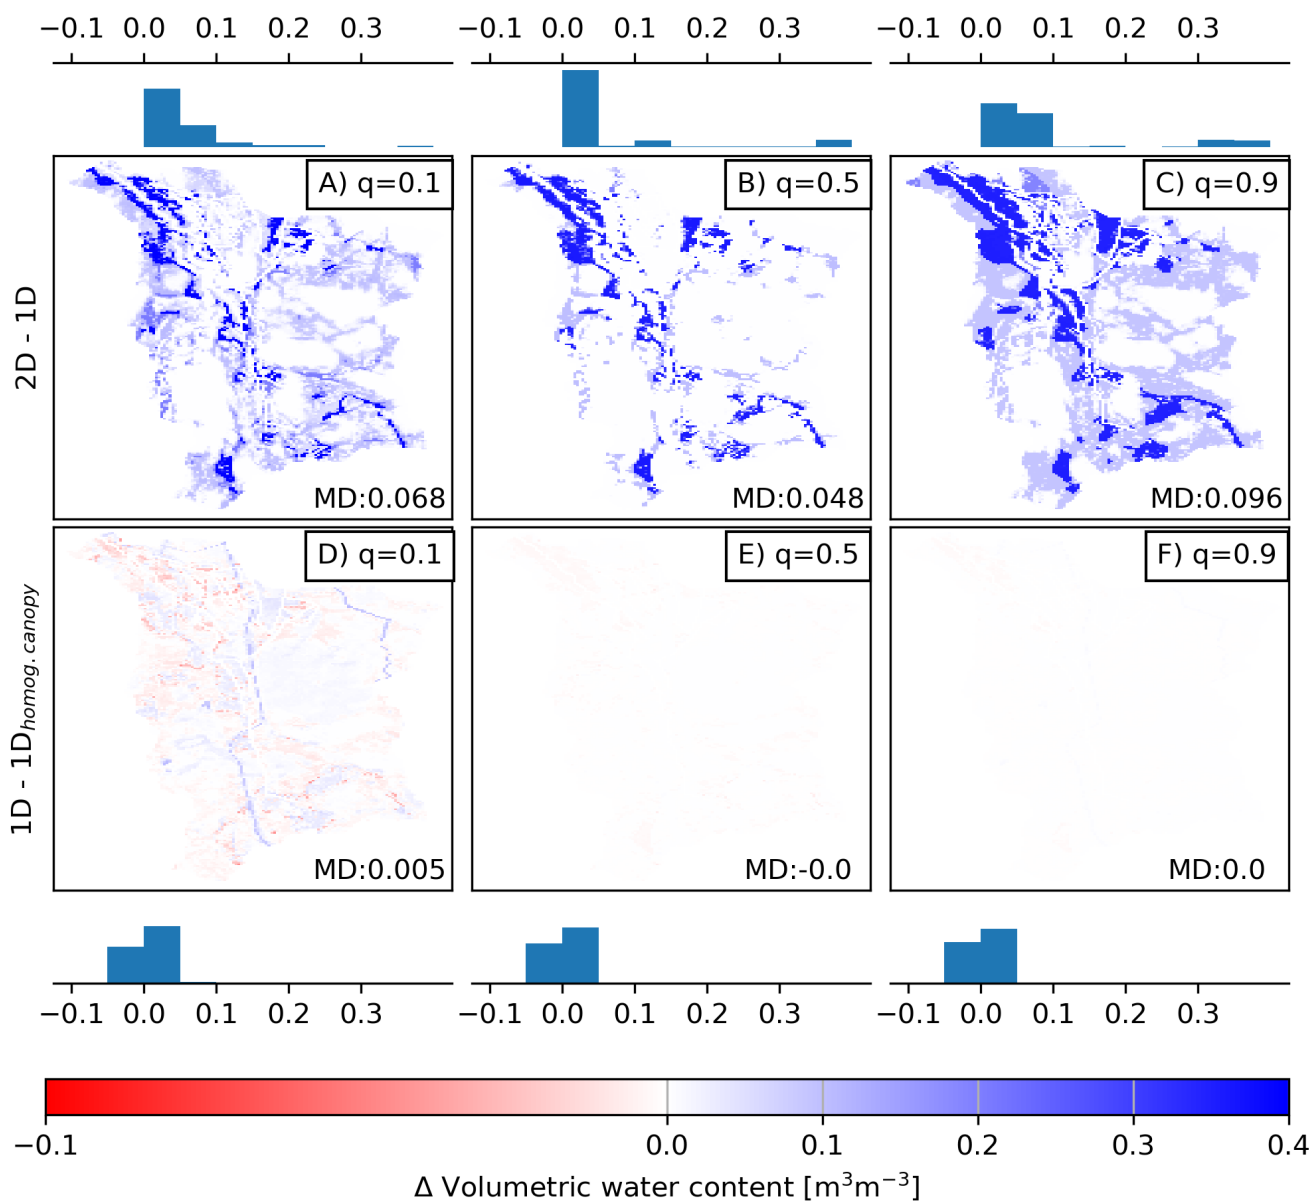 −0.1 0.0 0.1 0.2 0.3 −0.1 0.0 0.1 0.2 0.3 −0.1 0.0 0.1 0.2 0.3
A) q=0.1
B) q=0.5
C) q=0.9
2D - 1D
MD:0.068
MD:0.048
MD:0.096
D) q=0.1
E) q=0.5
F) q=0.9
1D - 1Dhomog.canopy
MD:0.005
MD:-0.0
MD:0.0
−0.1 0.0 0.1 0.2 0.3 −0.1 0.0 0.1 0.2 0.3 −0.1 0.0 0.1 0.2 0.3
−0.1 0.0 0.1 0.2 0.3 0.4
Δ Volumetric water content [m³m⁻³]